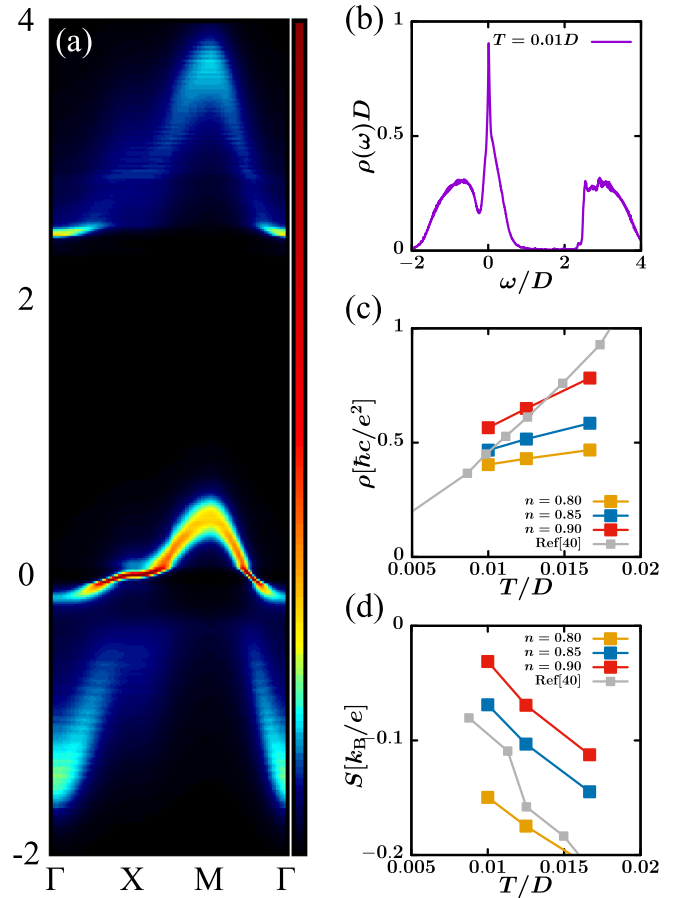 (a)
4
2
0
-2
Γ X M Γ
(b)
T = 0.01D
ρ(ω)D
1
0.5
0
−2 0 2 4
ω/D
(c)
ρ[ħc/e²]
1
0.5
0
n = 0.80
n = 0.85
n = 0.90
Ref[40]
0.005 0.01 0.015 0.02
T/D
(d)
S[k_B/e]
0
−0.1
−0.2
n = 0.80
n = 0.85
n = 0.90
Ref[40]
0.005 0.01 0.015 0.02
T/D